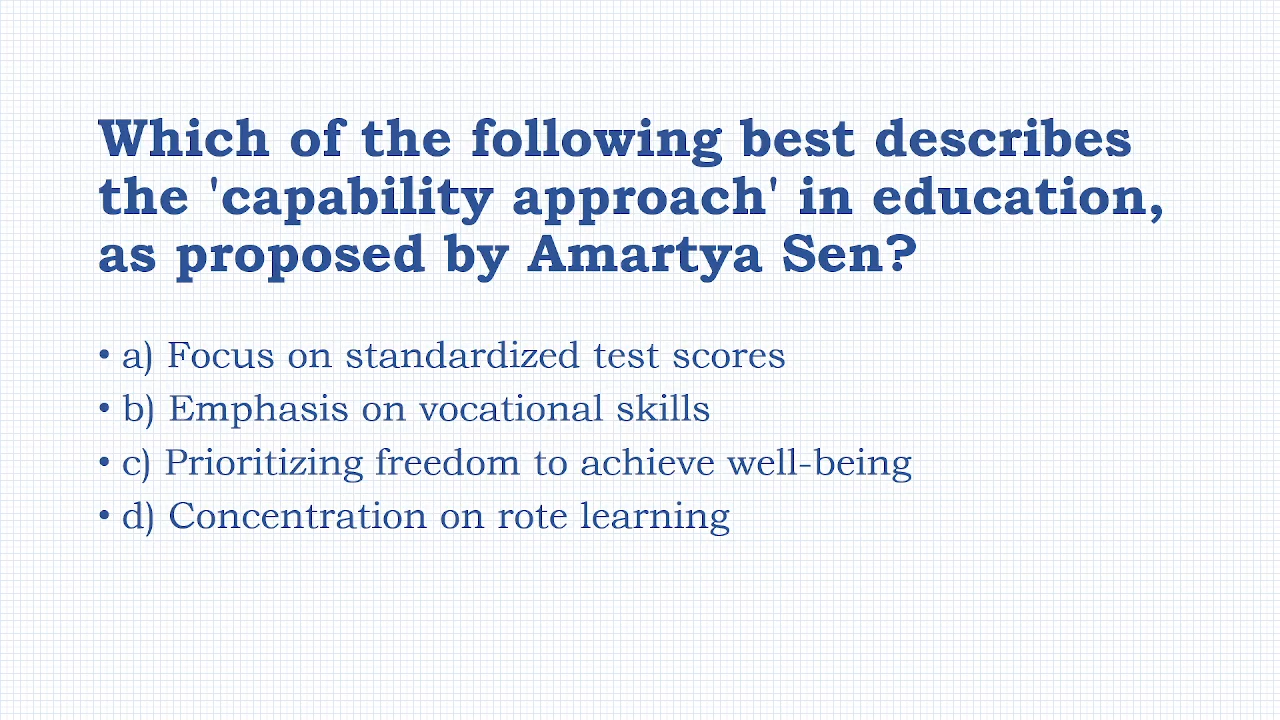 Which of the following best describes
the 'capability approach' in education,
as proposed by Amartya Sen?
• a) Focus on standardized test scores
• b) Emphasis on vocational skills
• c) Prioritizing freedom to achieve well-being
• d) Concentration on rote learning